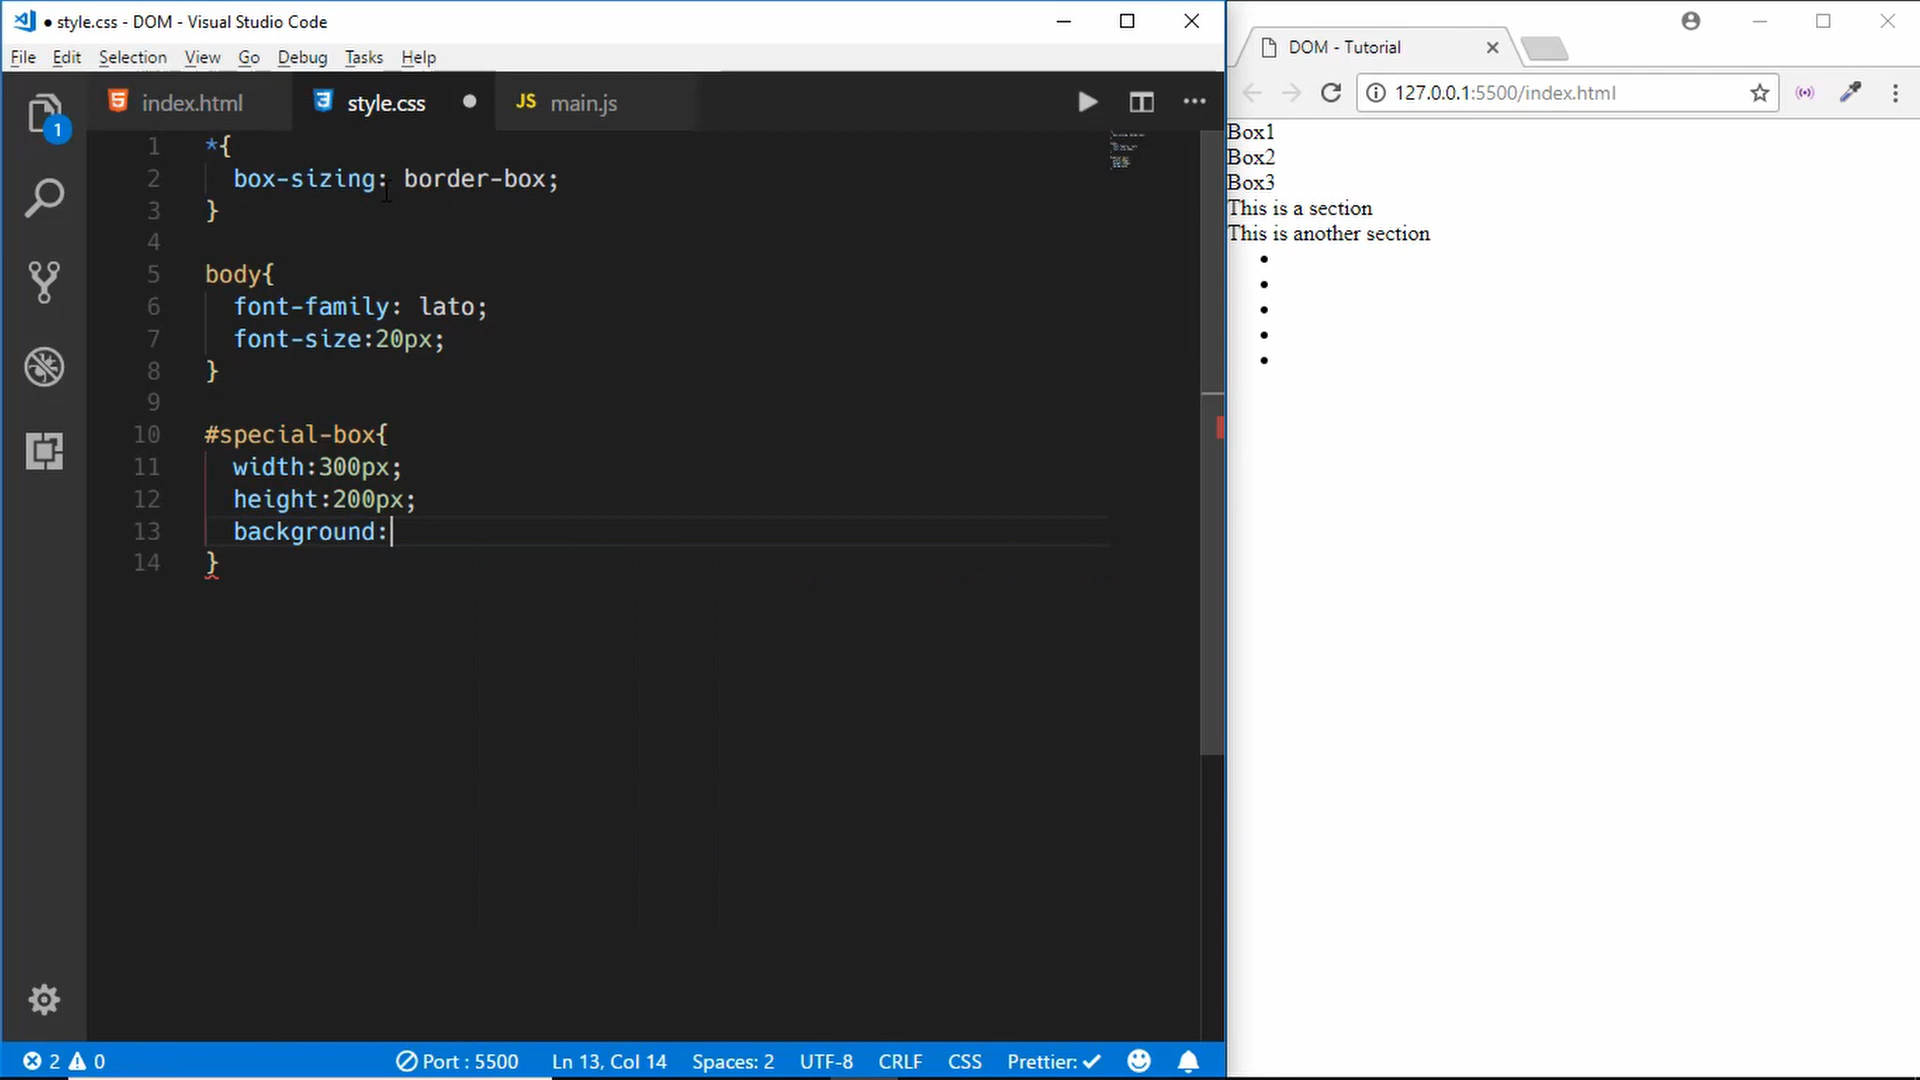 style.css - DOM - Visual Studio Code
File Edit Selection View Go Debug Tasks Help
index.html style.css JS main.js
1
1 *{
2 box-sizing: border-box;
3 }
4
5 body{
6 font-family: lato;
7 font-size:20px;
8 }
9
10 #special-box{
11 width:300px;
12 height:200px;
13 background:
14 }
2 0 Port : 5500 Ln 13, Col 14 Spaces: 2 UTF-8 CRLF CSS Prettier: ✓
DOM - Tutorial
127.0.0.1:5500/index.html
Box1
Box2
Box3
This is a section
This is another section